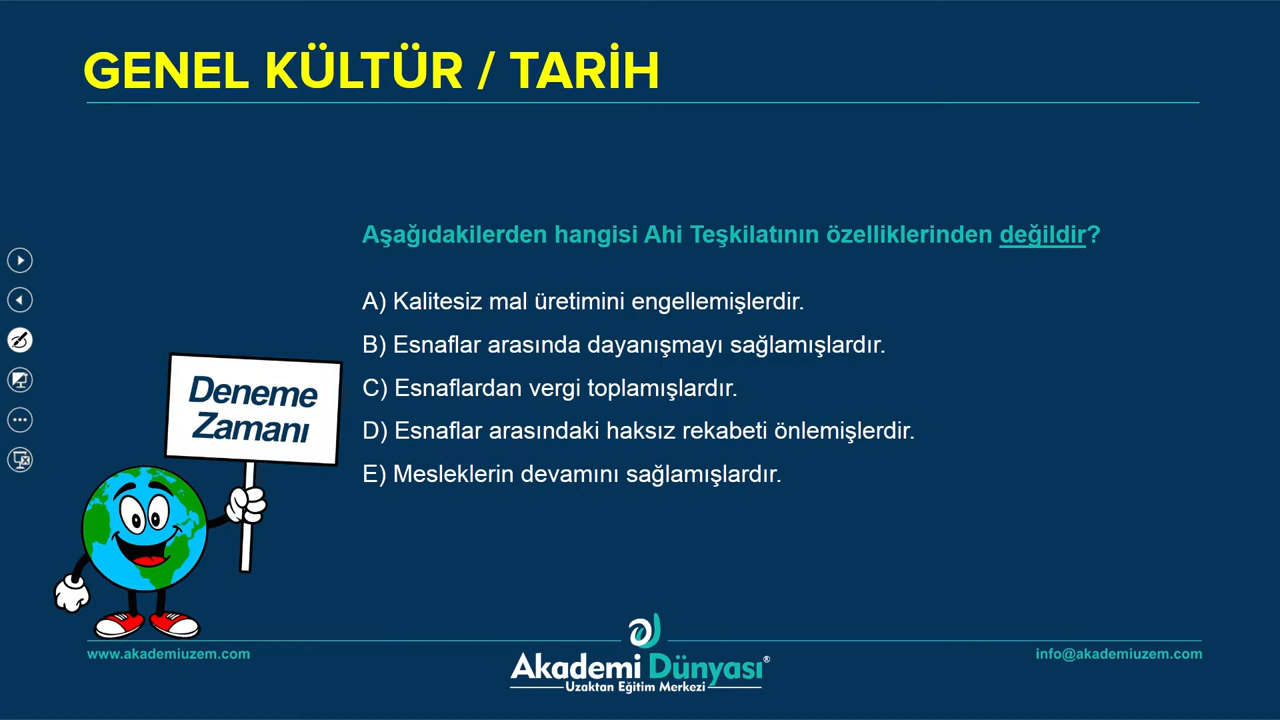 GENEL KÜLTÜR / TARİH
Aşağıdakilerden hangisi Ahi Teşkilatının özelliklerinden değildir?
A) Kalitesiz mal üretimini engellemişlerdir.
B) Esnaflar arasında dayanışmayı sağlamışlardır.
C) Esnaflardan vergi toplamışlardır.
D) Esnaflar arasındaki haksız rekabeti önlemişlerdir.
E) Mesleklerin devamını sağlamışlardır.
Deneme
Zamanı
www.akademiuzem.com
Akademi Dünyası®
Uzaktan Eğitim Merkezi
info@akademiuzem.com